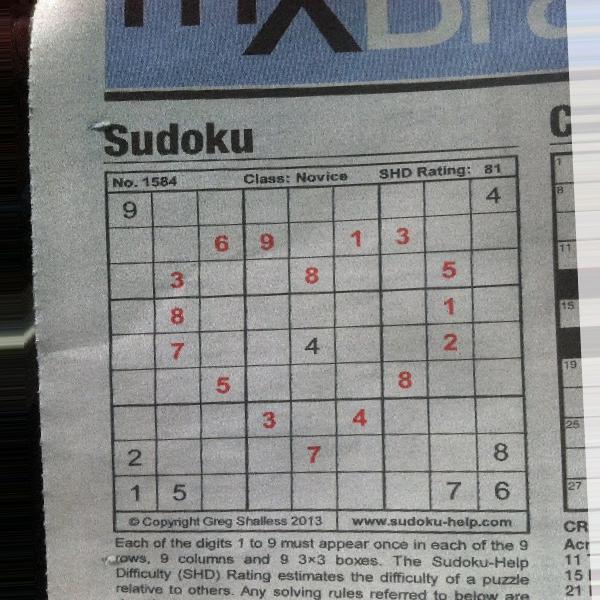 Sudoku
No. 1584 Class: Novice SHD Rating: 81
9 4
6 9 1 3
3 8 5
8 1
7 4 2
5 8
3 4
2 7 8
1 5 7 6
© Copyright Greg Shalless 2013 www.sudoku-help.com
Each of the digits 1 to 9 must appear once in each of the 9
rows, 9 columns and 9 3×3 boxes. The Sudoku-Help
Difficulty (SHD) Rating estimates the difficulty of a puzzle
relative to others. Any solving rules referred to below are
C
1
8
11
15
19
25
27
CR
Acr
11
15
21